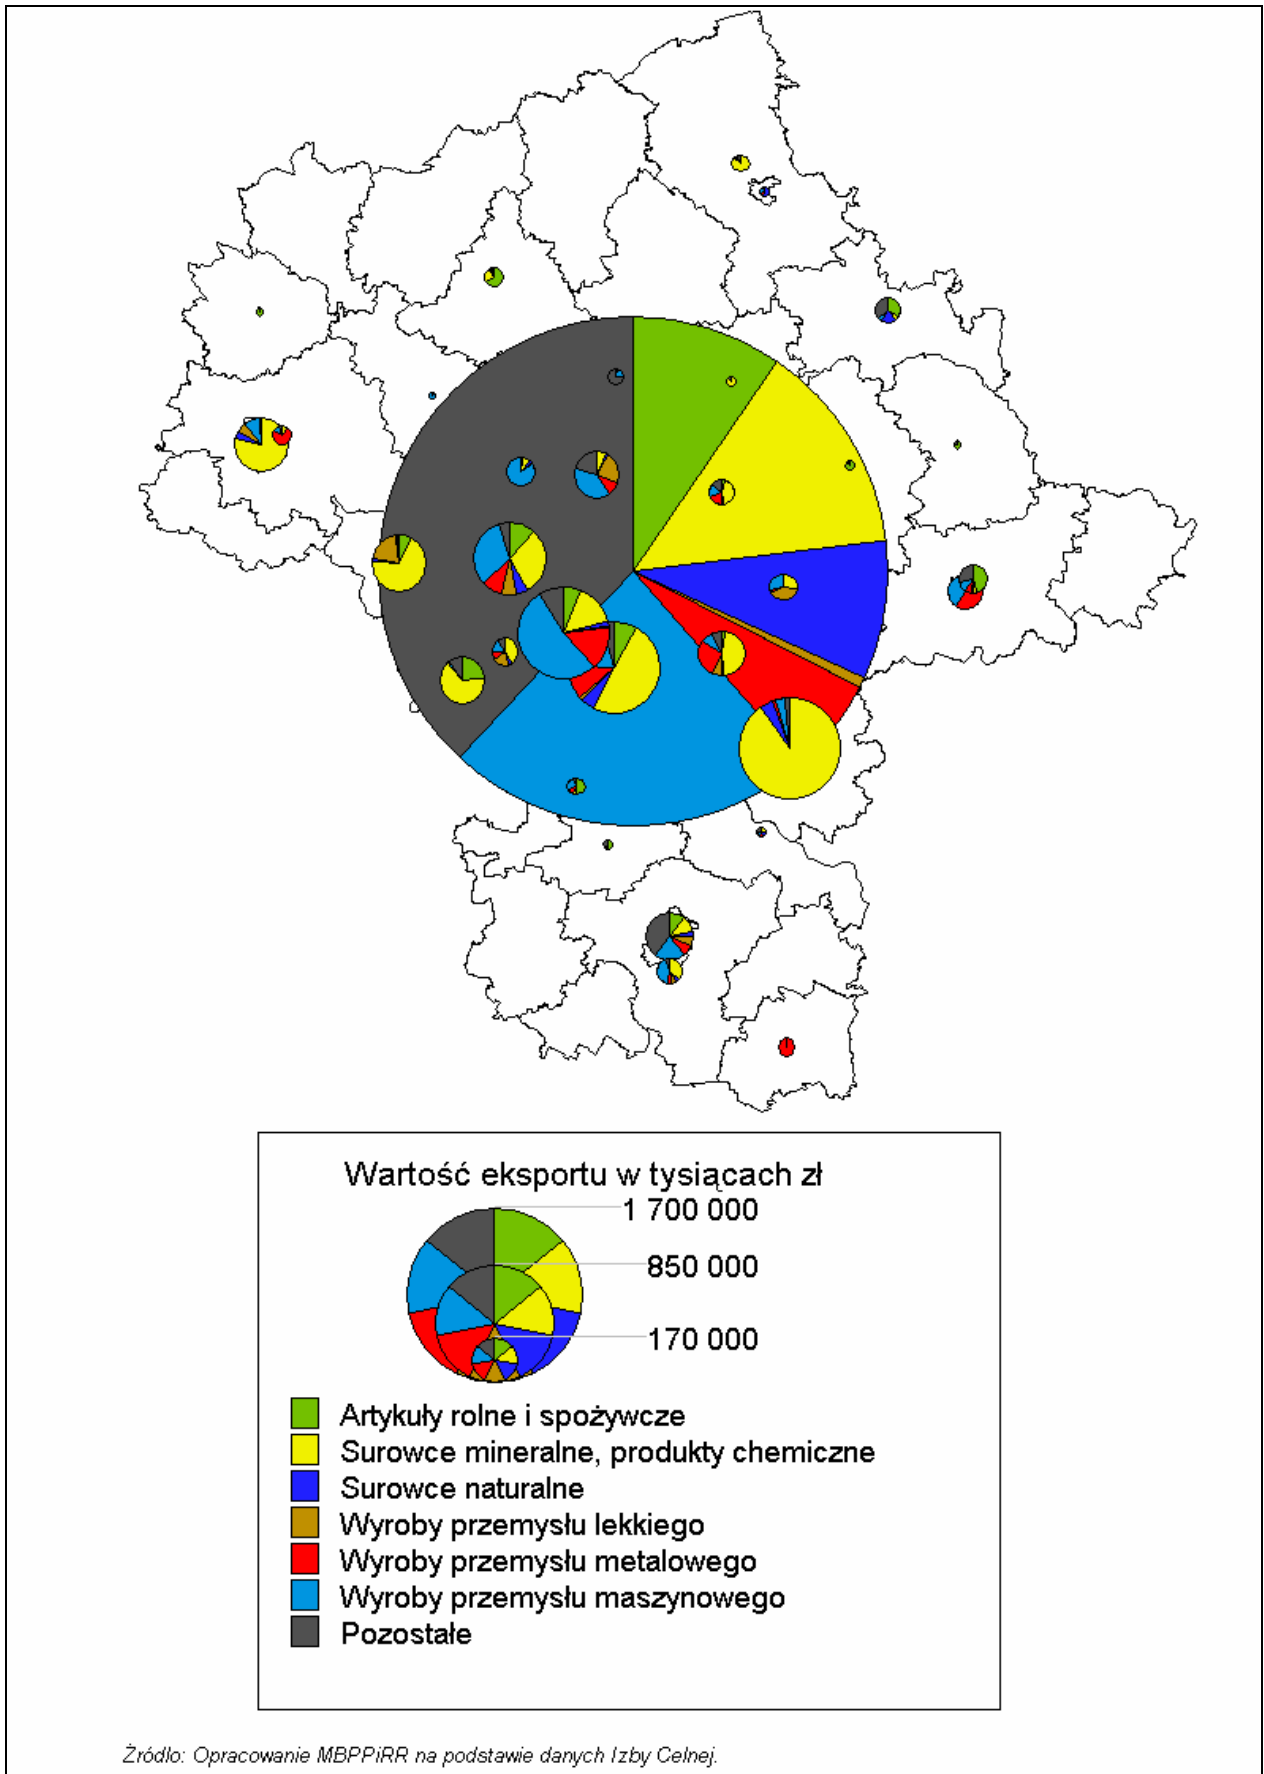 Wartość eksportu w tysiącach zł
1 700 000
850 000
170 000
Artykuły rolne i spożywcze
Surowce mineralne, produkty chemiczne
Surowce naturalne
Wyroby przemysłu lekkiego
Wyroby przemysłu metalowego
Wyroby przemysłu maszynowego
Pozostałe
Źródło: Opracowanie MBPPiRR na podstawie danych Izby Celnej.